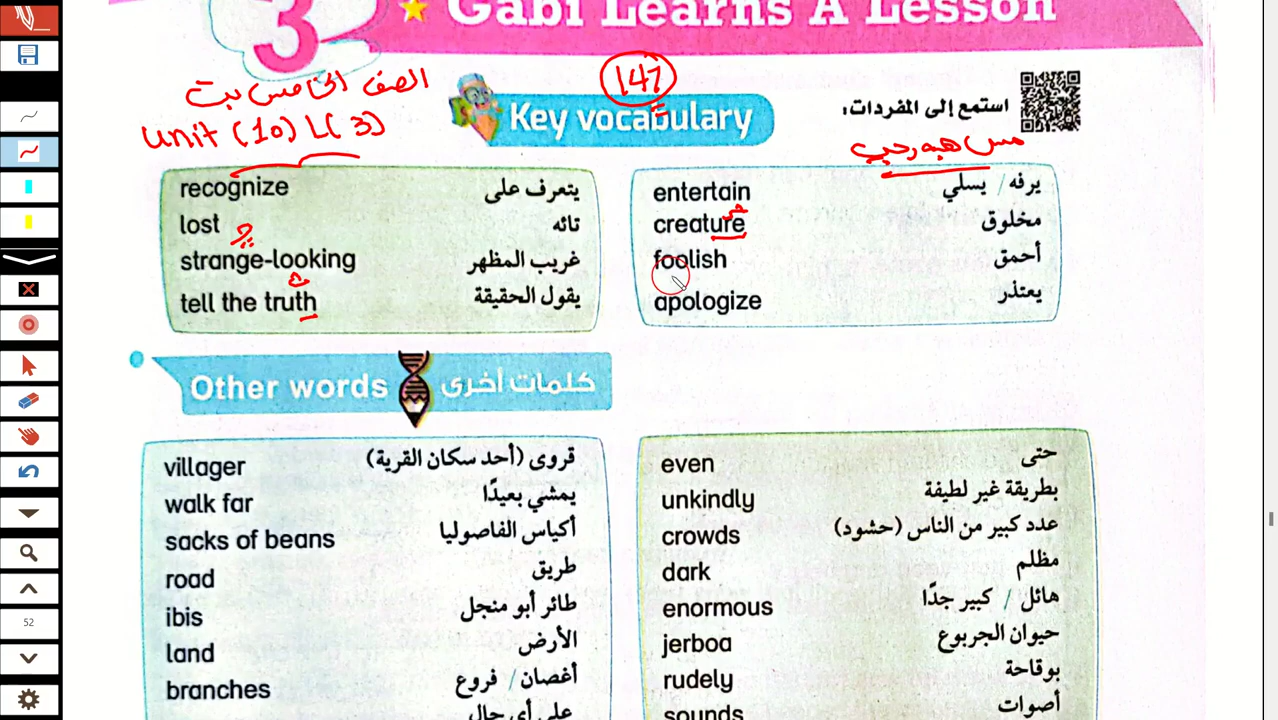 3 Gabi Learns A Lesson
الصف الخامس بت
unit (10) L(3)
147
Key vocabulary
استمع إلى المفردات:
مس هبه رجب
recognize يتعرف على
lost تائه
strange-looking غريب المظهر
tell the truth يقول الحقيقة
entertain يرفه / يسلي
creature مخلوق
foolish أحمق
apologize يعتذر
Other words كلمات أخرى
villager قروى (أحد سكان القرية)
walk far يمشي بعيدًا
sacks of beans أكياس الفاصوليا
road طريق
ibis طائر أبو منجل
land الأرض
branches أغصان / فروع
على أي حال
even حتى
unkindly بطريقة غير لطيفة
crowds عدد كبير من الناس (حشود)
dark مظلم
enormous هائل / كبير جدًا
jerboa حيوان الجربوع
rudely بوقاحة
sounds أصوات
52